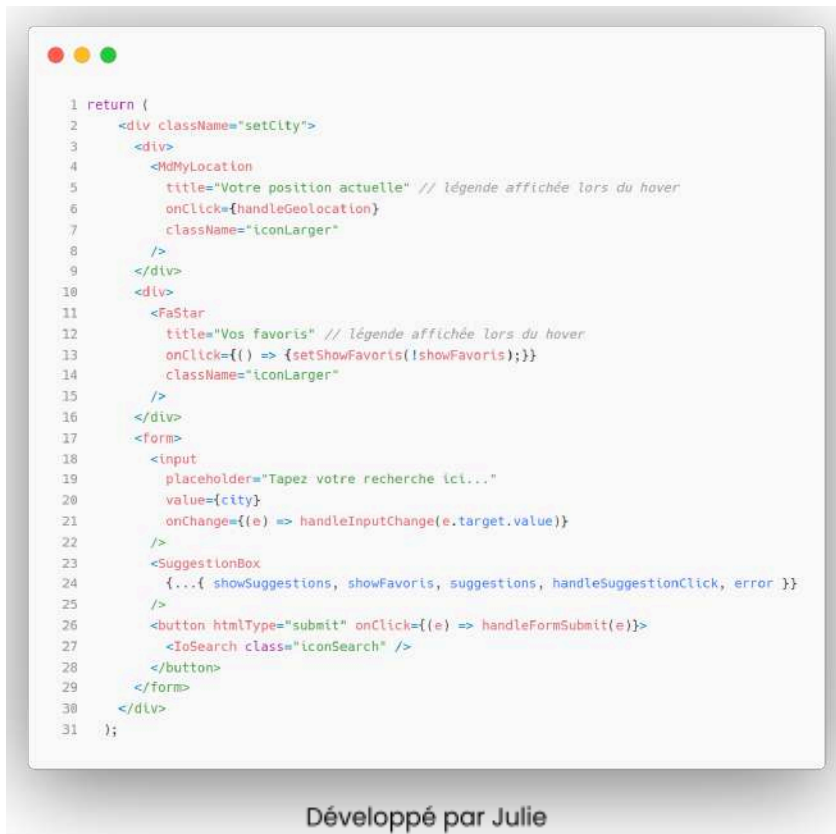 1 return (
2 <div className="setCity">
3 <div>
4 <MdMyLocation
5 title="Votre position actuelle" // légende affichée lors du hover
6 onClick={handleGeolocation}
7 className="iconLarger"
8 />
9 </div>
10 <div>
11 <FaStar
12 title="Vos favoris" // légende affichée lors du hover
13 onClick={() => {setShowFavoris(!showFavoris);}}
14 className="iconLarger"
15 />
16 </div>
17 <form>
18 <input
19 placeholder="Tapez votre recherche ici..."
20 value={city}
21 onChange={(e) => handleInputChange(e.target.value)}
22 />
23 <SuggestionBox
24 {...{ showSuggestions, showFavoris, suggestions, handleSuggestionClick, error }}
25 />
26 <button htmlType="submit" onClick={(e) => handleFormSubmit(e)}>
27 <IoSearch class="iconSearch" />
28 </button>
29 </form>
30 </div>
31 );
Développé par Julie